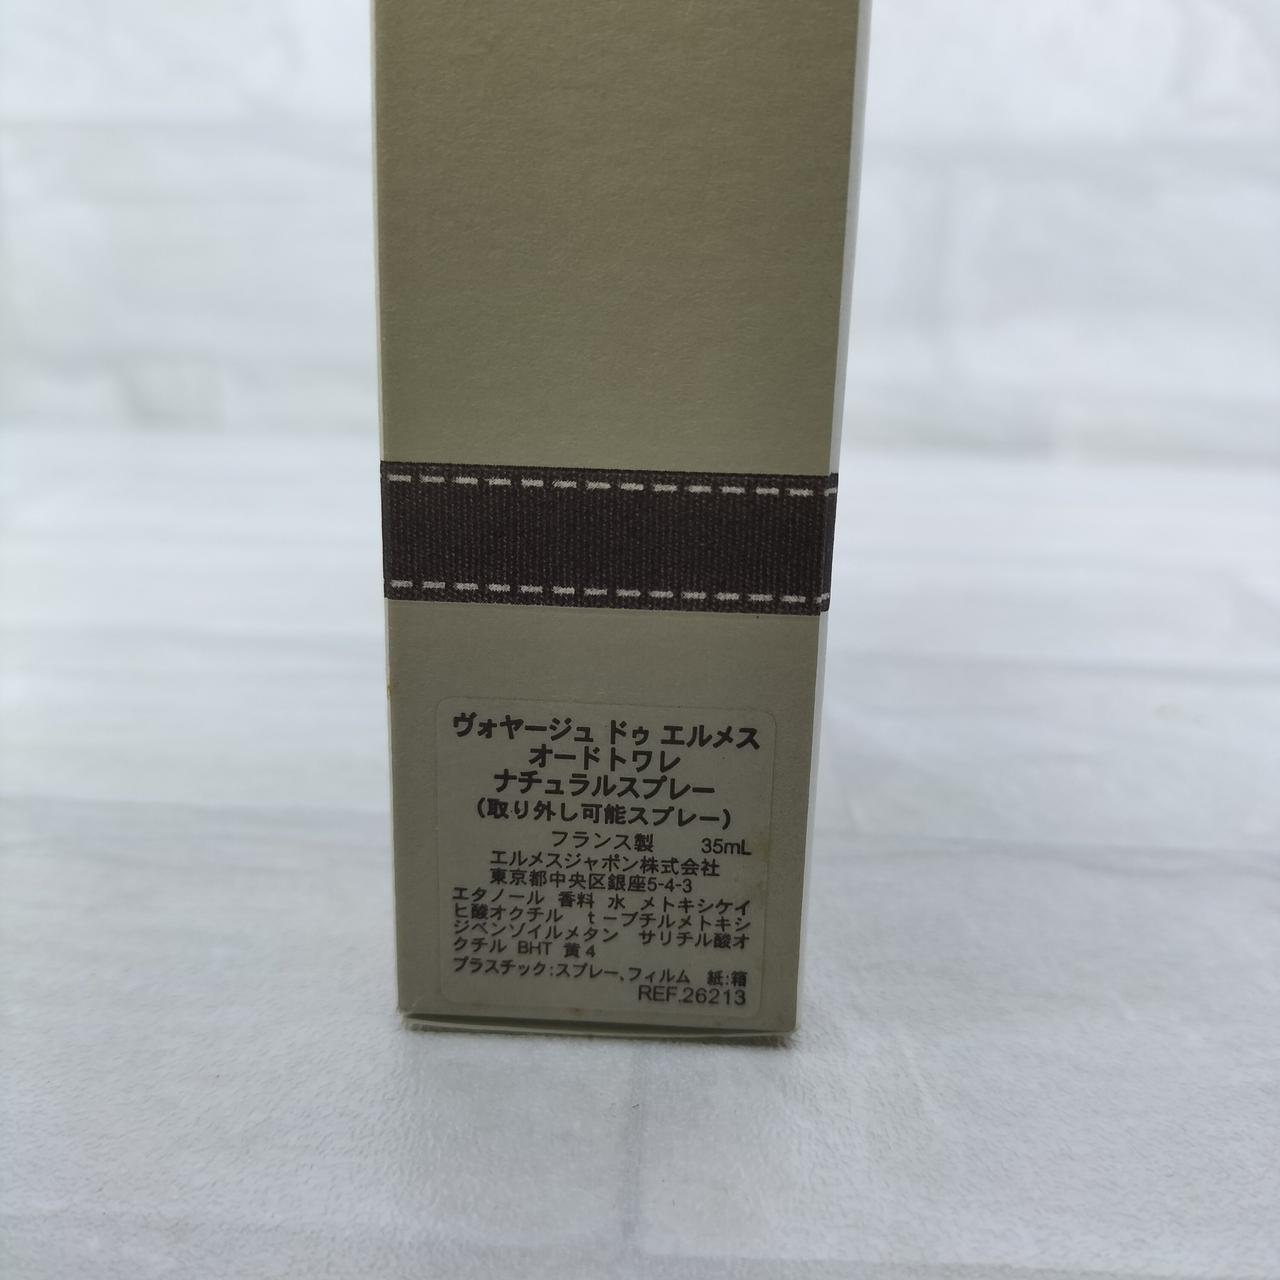 ヴォヤージュ ドゥ エルメス
オードトワレ
ナチュラルスプレー
(取り外し可能スプレー)
フランス製 35mL
エルメスジャポン株式会社
東京都中央区銀座5-4-3
エタノール 香料 水 メトキシケイ
ヒ酸オクチル t－ブチルメトキシ
ジベンゾイルメタン サリチル酸オ
クチル BHT 黄4
プラスチック:スプレー、フィルム 紙:箱
REF.26213